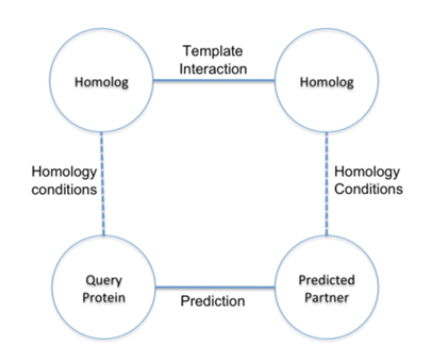 Template
Interaction
Homolog
Homolog
Homology
conditions
Homology
Conditions
Query
Protein
Prediction
Predicted
Partner